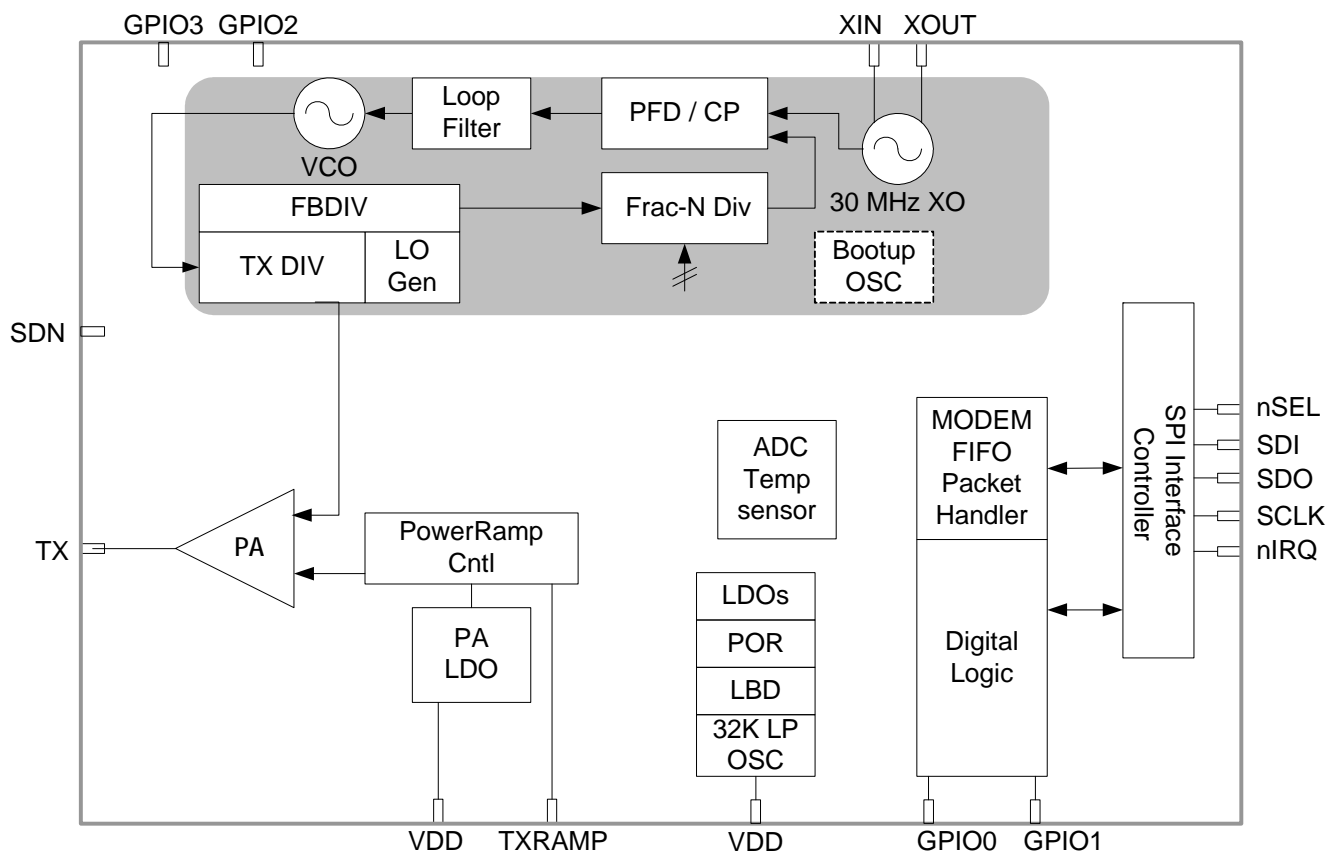 GPIO3 GPIO2 XIN XOUT
Loop
Filter
PFD / CP
VCO
30 MHz XO
FBDIV
TX DIV
LO
Gen
Frac-N Div
Bootup
OSC
SDN
TX
PA
PowerRamp
Cntl
PA
LDO
ADC
Temp
sensor
LDOs
POR
LBD
32K LP
OSC
MODEM
FIFO
Packet
Handler
Digital
Logic
SPI Interface
Controller
nSEL
SDI
SDO
SCLK
nIRQ
VDD TXRAMP VDD GPIO0 GPIO1